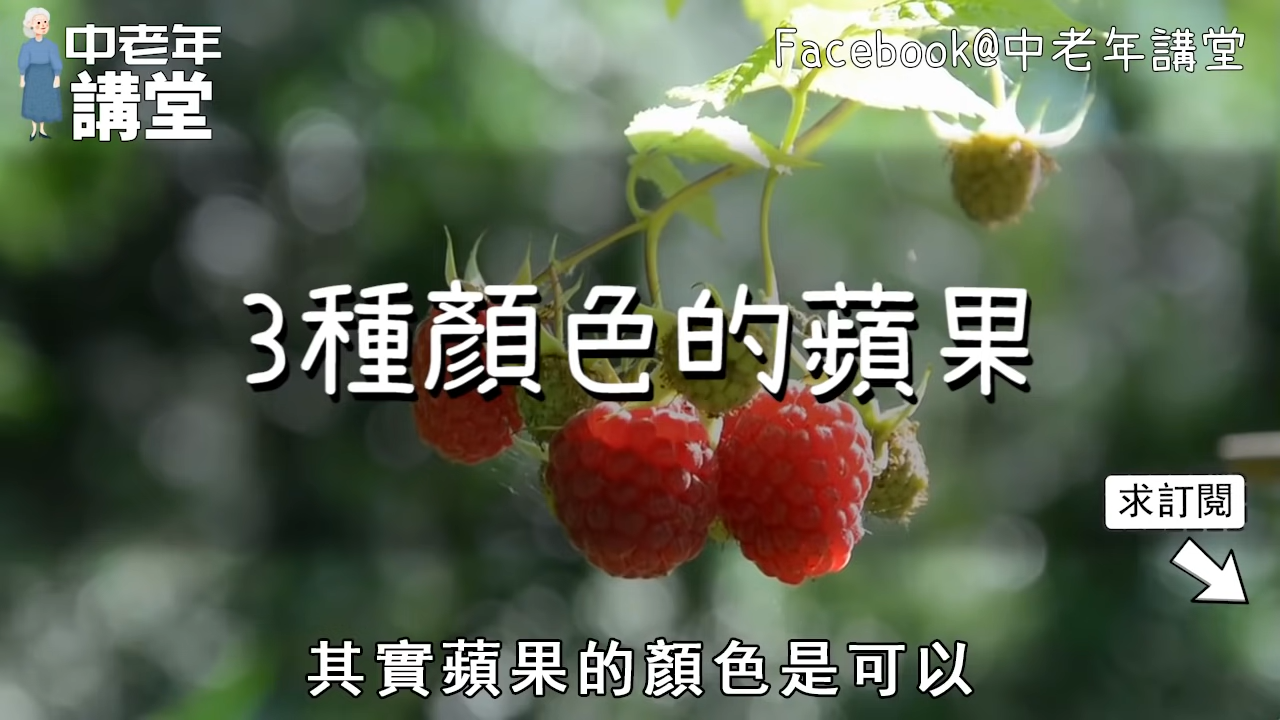 中老年
講堂
Facebook@中老年講堂
3種顏色的蘋果
求訂閱
其實蘋果的顏色是可以